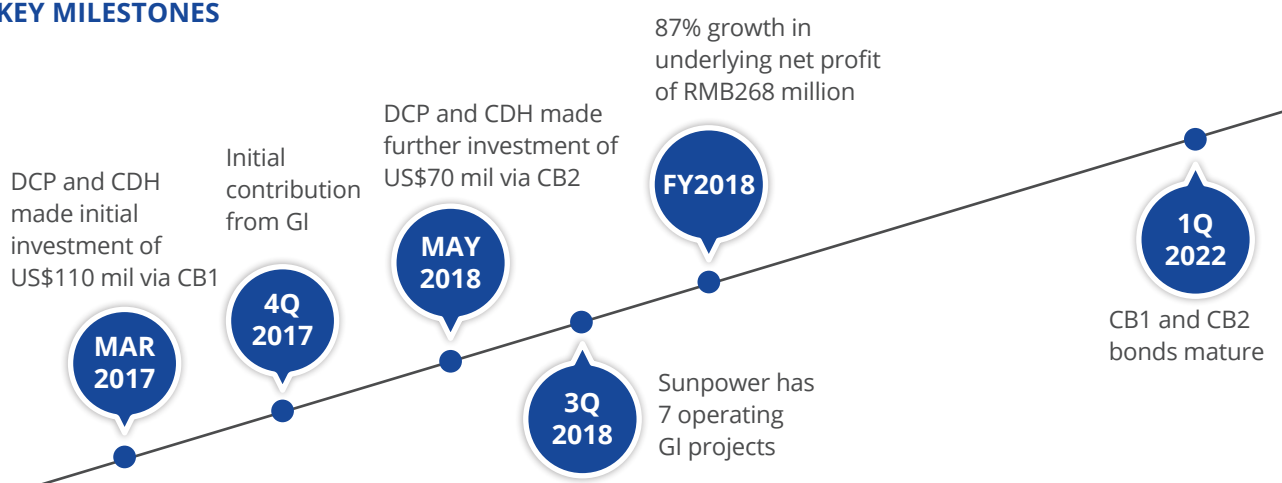 KEY MILESTONES
DCP and CDH
made initial
investment of
US$110 mil via CB1
MAR
2017
Initial
contribution
from GI
4Q
2017
DCP and CDH made
further investment of
US$70 mil via CB2
MAY
2018
3Q
2018
Sunpower has
7 operating
GI projects
87% growth in
underlying net profit
of RMB268 million
FY2018
1Q
2022
CB1 and CB2
bonds mature